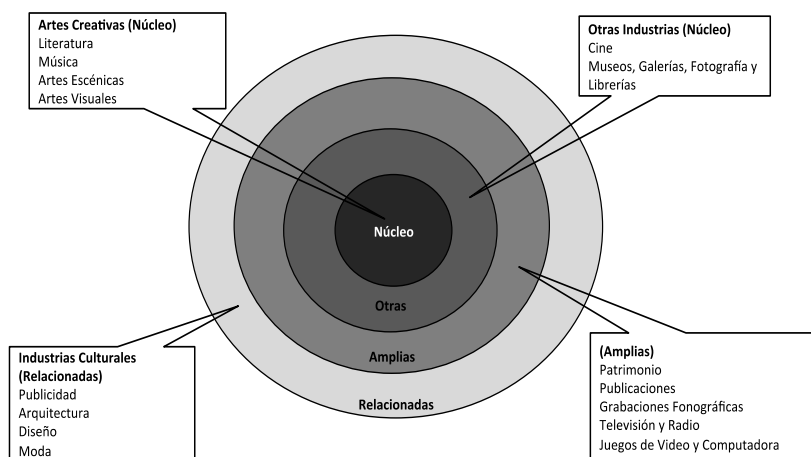 Artes Creativas (Núcleo)
Literatura
Música
Artes Escénicas
Artes Visuales
Otras Industrias (Núcleo)
Cine
Museos, Galerías, Fotografía y
Librerías
Núcleo
Otras
Amplias
Relacionadas
Industrias Culturales
(Relacionadas)
Publicidad
Arquitectura
Diseño
Moda
(Amplias)
Patrimonio
Publicaciones
Grabaciones Fonográficas
Televisión y Radio
Juegos de Video y Computadora